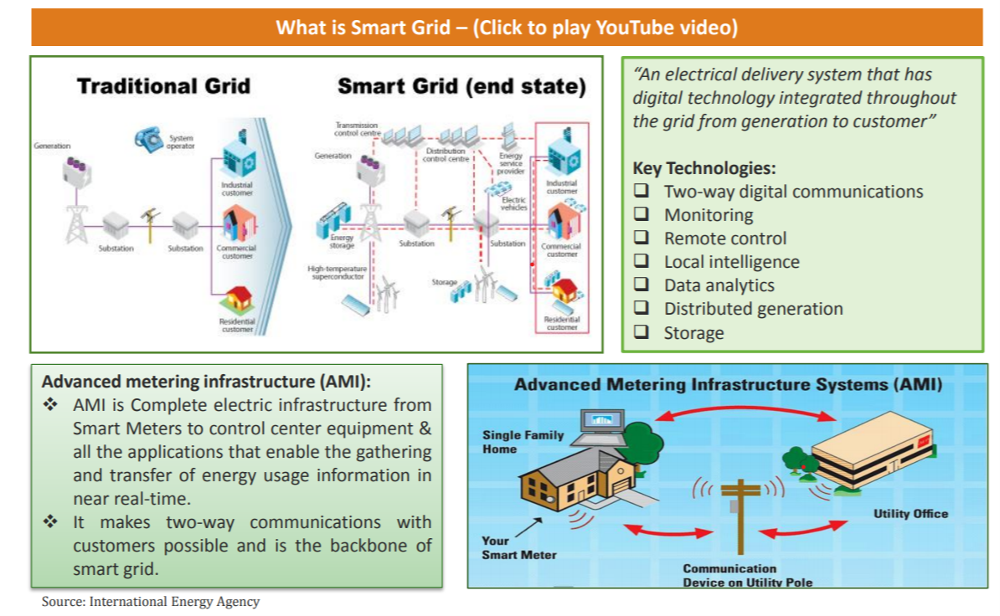 What is Smart Grid – (Click to play YouTube video)
Traditional Grid
Generation
System
operator
Industrial
customer
Substation
Substation
Commercial
customer
Residential
customer
Smart Grid (end state)
Transmission
control centre
Distribution
control centre
Energy
service
provider
Generation
Industrial
customer
Electric
vehicles
Energy
storage
Substation
Substation
Commercial
customer
High-temperature
superconductor
Storage
Residential
customer
“An electrical delivery system that has
digital technology integrated throughout
the grid from generation to customer”
Key Technologies:
❑ Two-way digital communications
❑ Monitoring
❑ Remote control
❑ Local intelligence
❑ Data analytics
❑ Distributed generation
❑ Storage
Advanced metering infrastructure (AMI):
❖ AMI is Complete electric infrastructure from
Smart Meters to control center equipment &
all the applications that enable the gathering
and transfer of energy usage information in
near real-time.
❖ It makes two-way communications with
customers possible and is the backbone of
smart grid.
Advanced Metering Infrastructure Systems (AMI)
Single Family
Home
Utility Office
Your
Smart Meter
Communication
Device on Utility Pole
Source: International Energy Agency